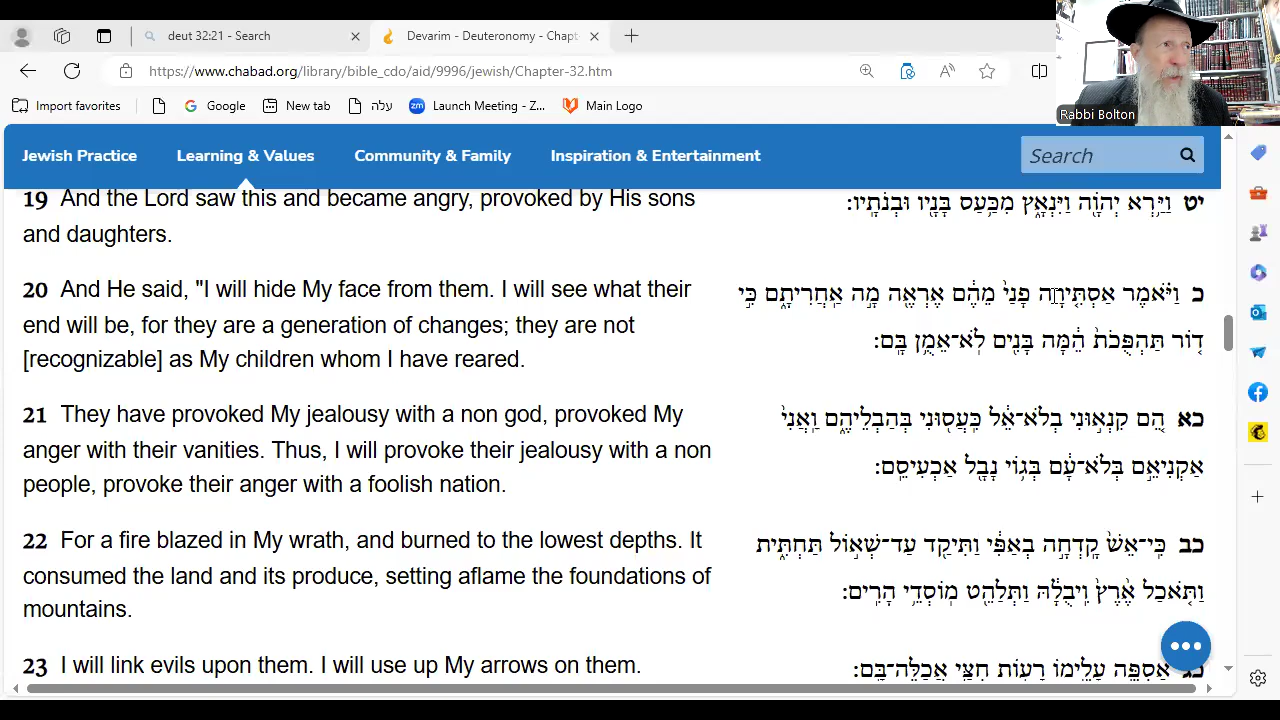 deut 32:21 - Search
Devarim - Deuteronomy - Chapt
https://www.chabad.org/library/bible_cdo/aid/9996/jewish/Chapter-32.htm
Import favorites
Google
New tab
עלה
Launch Meeting - Z...
Main Logo
Rabbi Bolton
Jewish Practice
Learning & Values
Community & Family
Inspiration & Entertainment
Search
19 And the Lord saw this and became angry, provoked by His sons
and daughters.
יט וַיַּ֥רְא יְהֹוָ֖ה וַיִּנְאָ֑ץ מִכַּ֥עַס בָּנָ֖יו וּבְנֹתָֽיו:
20 And He said, "I will hide My face from them. I will see what their
end will be, for they are a generation of changes; they are not
[recognizable] as My children whom I have reared.
כ וַיֹּ֗אמֶר אַסְתִּ֤ירָה פָנַי֙ מֵהֶ֔ם אֶרְאֶ֖ה מָ֣ה אַֽחֲרִיתָ֑ם כִּ֣י
ד֤וֹר תַּהְפֻּכֹת֙ הֵ֔מָּה בָּנִ֖ים לֹֽא־אֵמֻ֥ן בָּֽם:
21 They have provoked My jealousy with a non god, provoked My
anger with their vanities. Thus, I will provoke their jealousy with a non
people, provoke their anger with a foolish nation.
כא הֵ֚ם קִנְא֣וּנִי בְלֹא־אֵ֔ל כִּֽעֲס֖וּנִי בְּהַבְלֵיהֶ֑ם וַֽאֲנִי֙
אַקְנִיאֵ֣ם בְּלֹא־עָ֔ם בְּג֥וֹי נָבָ֖ל אַכְעִיסֵֽם:
22 For a fire blazed in My wrath, and burned to the lowest depths. It
consumed the land and its produce, setting aflame the foundations of
mountains.
כב כִּי־אֵשׁ֙ קָֽדְחָ֣ה בְאַפִּ֔י וַתִּיקַ֖ד עַד־שְׁא֣וֹל תַּחְתִּ֑ית
וַתֹּ֤אכַל אֶ֨רֶץ֙ וִֽיבֻלָ֔הּ וַתְּלַהֵ֖ט מֽוֹסְדֵ֥י הָרִֽים:
23 I will link evils upon them. I will use up My arrows on them.
כג אַסְפֶּ֥ה עָלֵ֖ימוֹ רָע֑וֹת חִצַּ֖י אֲכַלֶּה־בָּֽם: